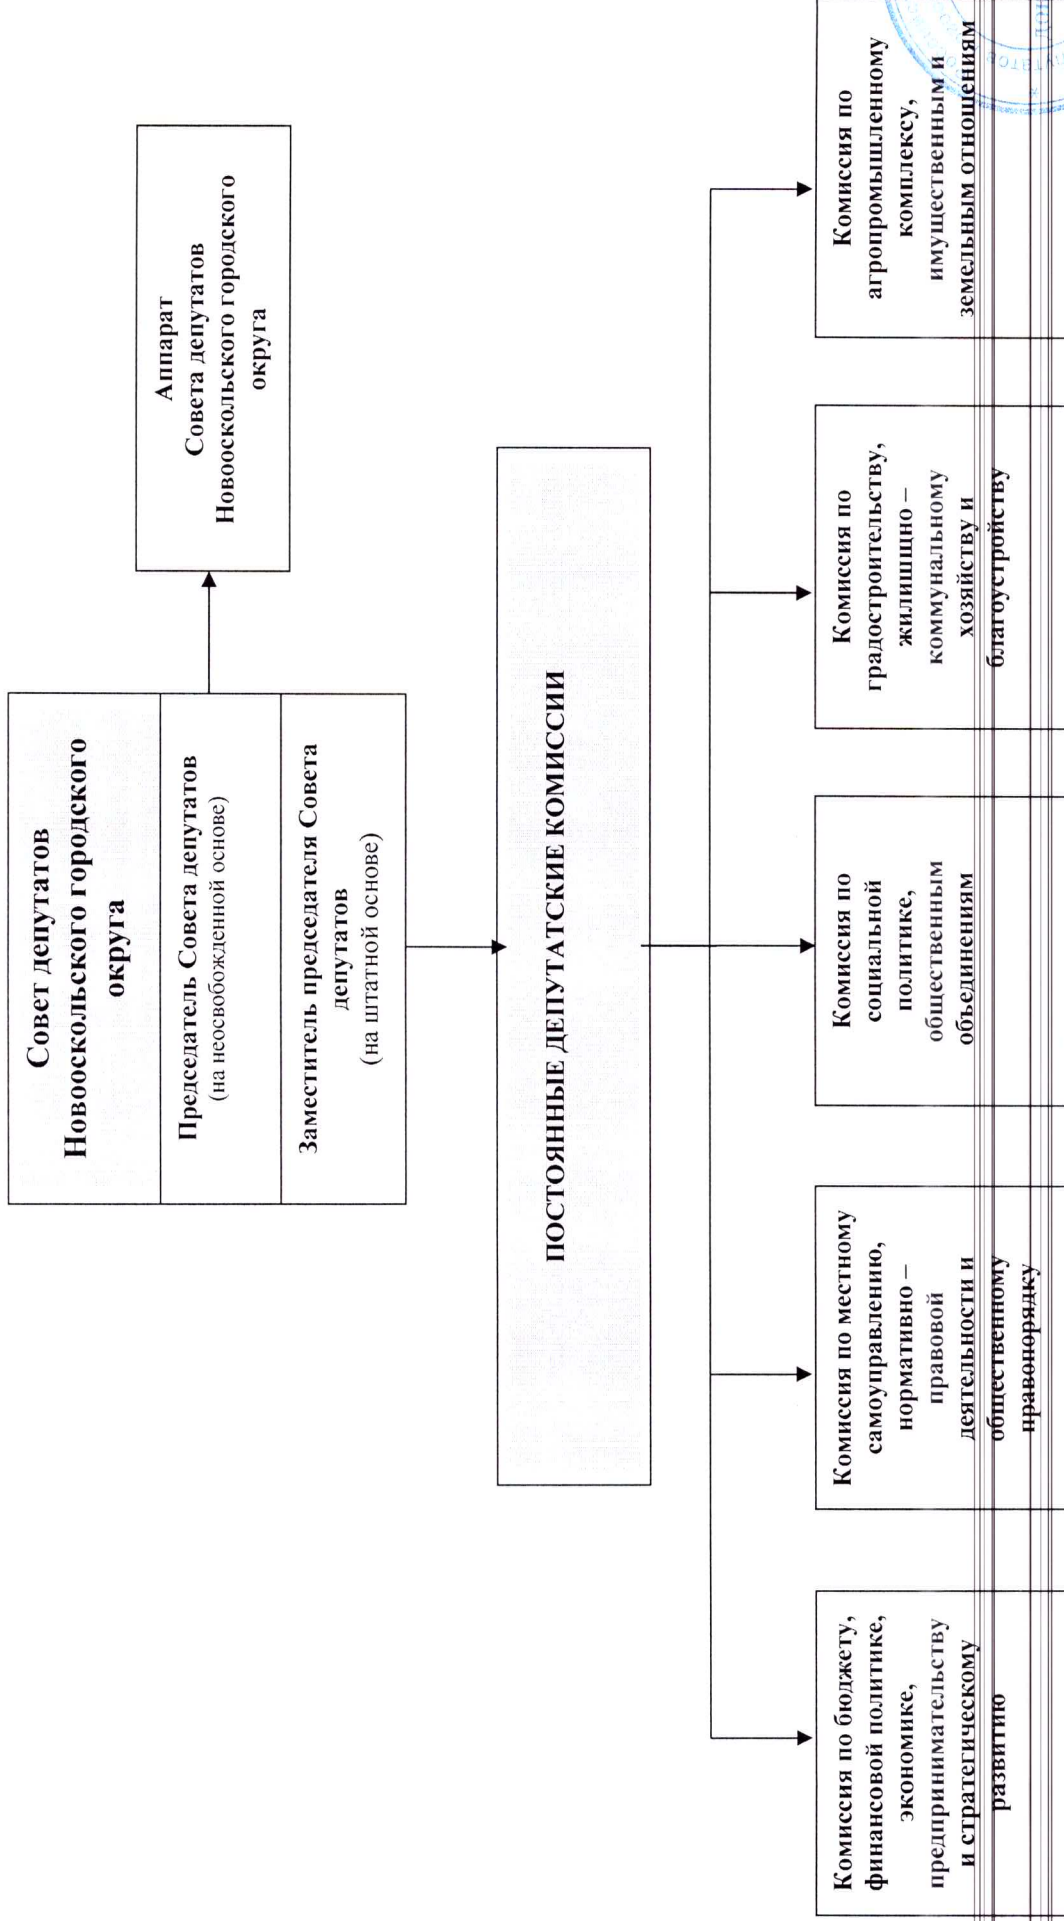 Совет депутатов
Новооскольского городского
округа
Председатель Совета депутатов
(на неосвобожденной основе)
Заместитель председателя Совета
депутатов
(на штатной основе)
Аппарат
Совета депутатов
Новооскольского городского
округа
ПОСТОЯННЫЕ ДЕПУТАТСКИЕ КОМИССИИ
Комиссия по бюджету,
финансовой политике,
экономике,
предпринимательству
и стратегическому
развитию
Комиссия по местному
самоуправлению,
нормативно –
правовой
деятельности и
общественному
правопорядку
Комиссия по
социальной
политике,
общественным
объединениям
Комиссия по
градостроительству,
жилищно –
коммунальному
хозяйству и
благоустройству
Комиссия по
агропромышленному
комплексу,
имущественным и
земельным отношениям